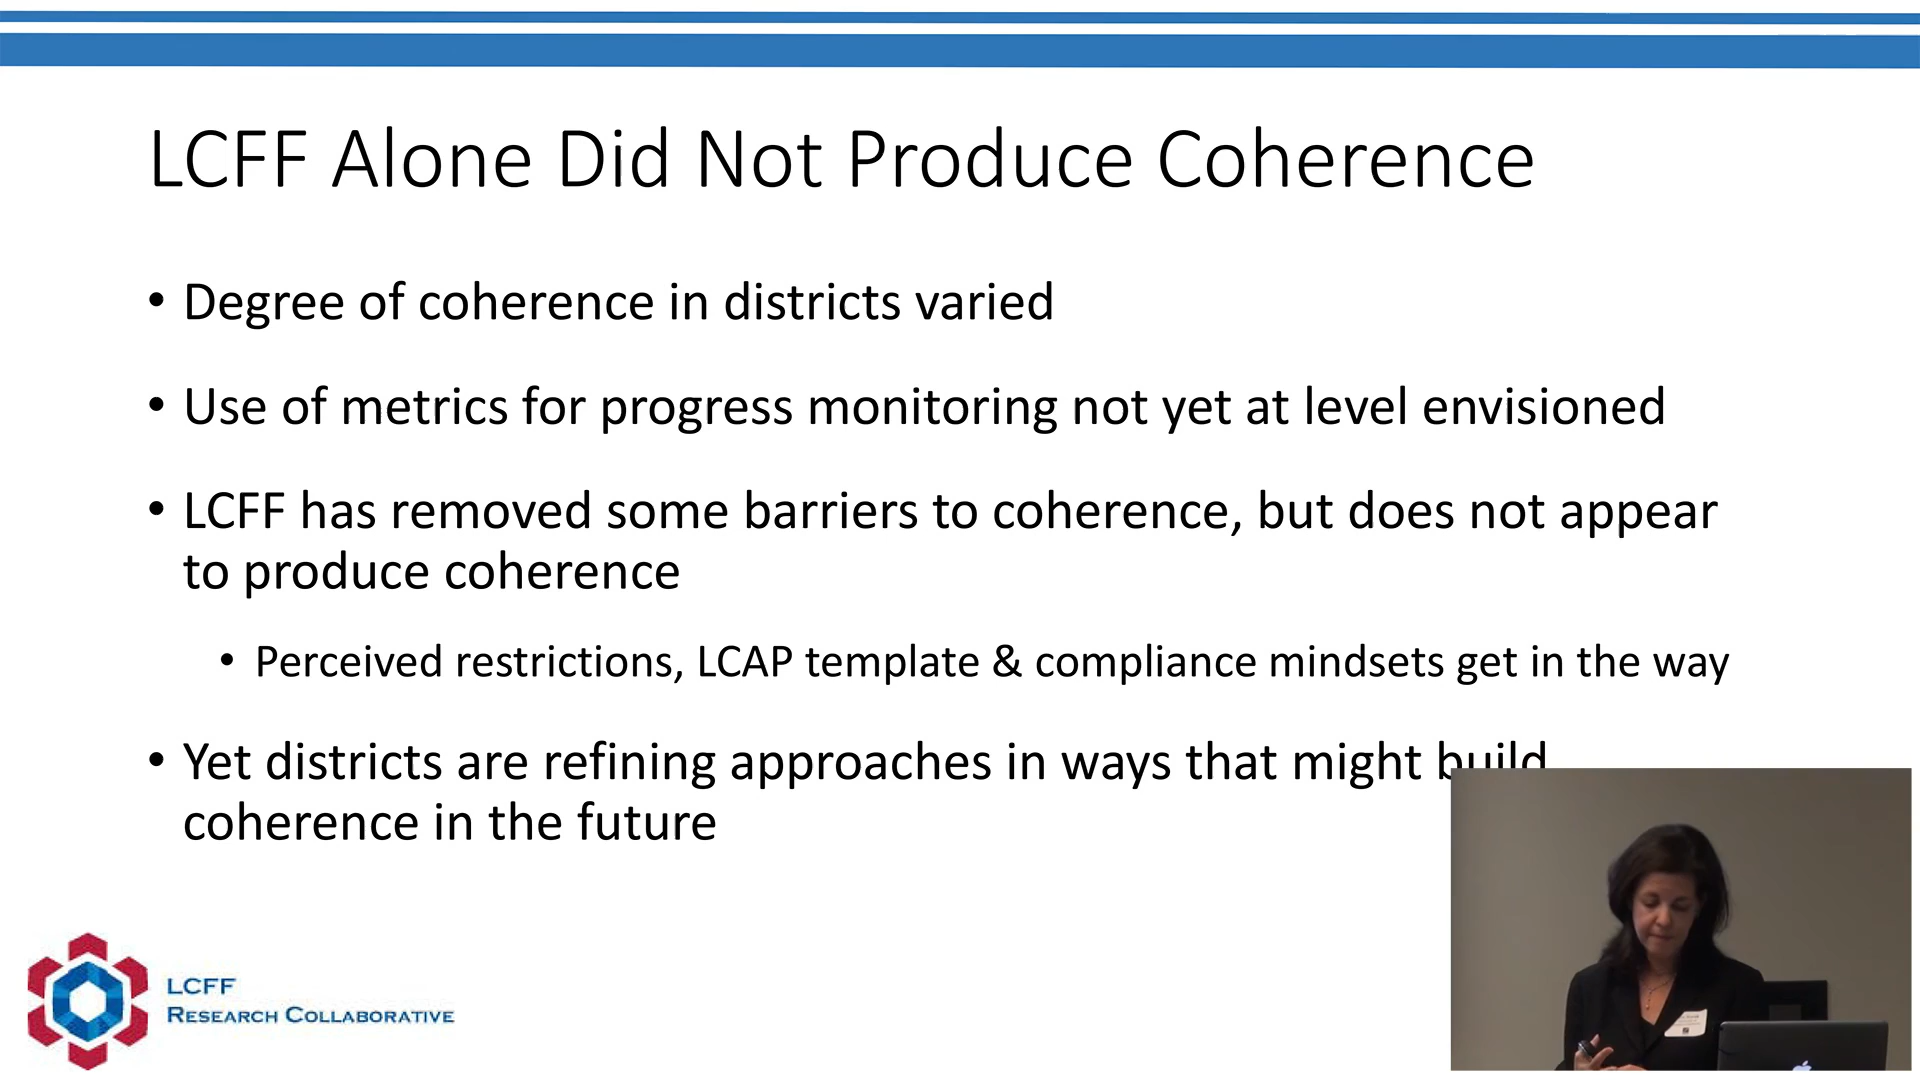 LCFF Alone Did Not Produce Coherence
• Degree of coherence in districts varied
• Use of metrics for progress monitoring not yet at level envisioned
• LCFF has removed some barriers to coherence, but does not appear
to produce coherence
• Perceived restrictions, LCAP template & compliance mindsets get in the way
• Yet districts are refining approaches in ways that might build
coherence in the future
LCFF
RESEARCH COLLABORATIVE